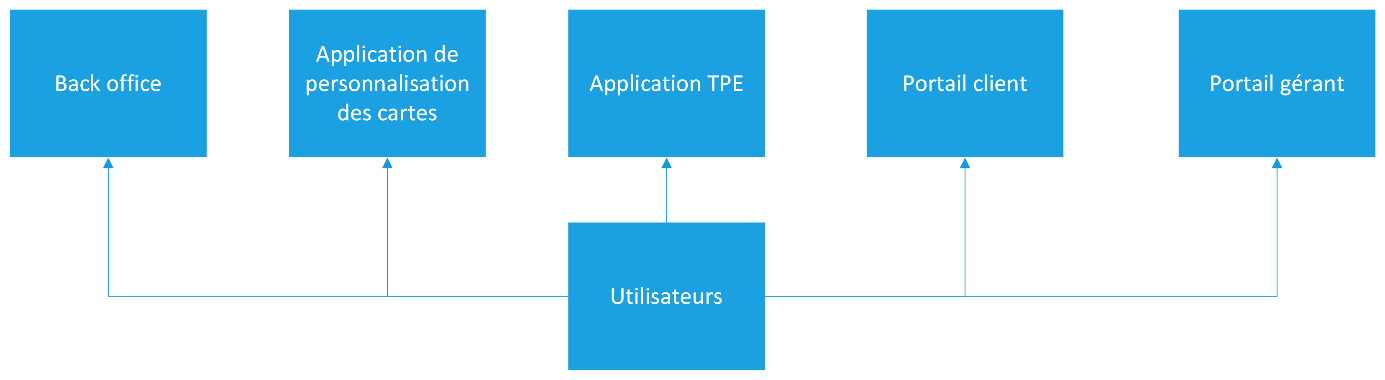 Back office
Application de
personnalisation
des cartes
Application TPE
Portail client
Portail gérant
Utilisateurs